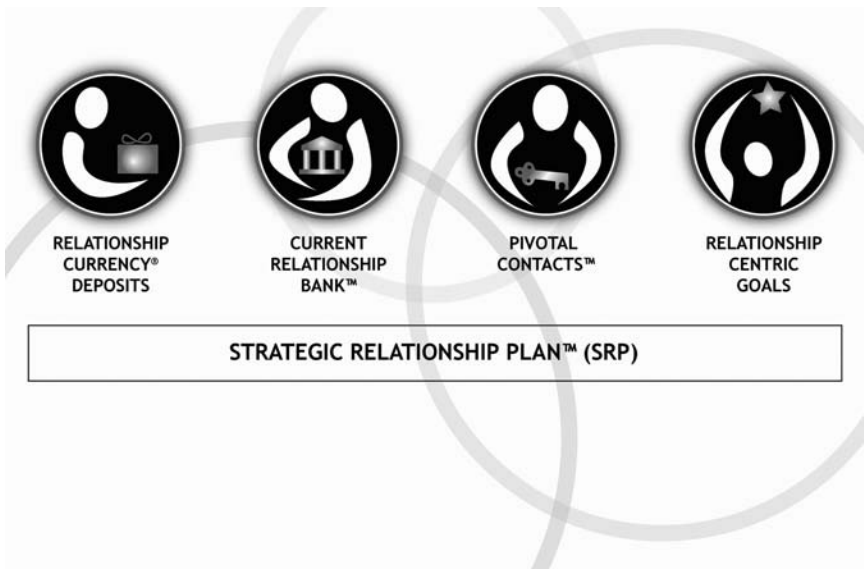 RELATIONSHIP
CURRENCY®
DEPOSITS
CURRENT
RELATIONSHIP
BANK™
PIVOTAL
CONTACTS™
RELATIONSHIP
CENTRIC
GOALS
STRATEGIC RELATIONSHIP PLAN™ (SRP)